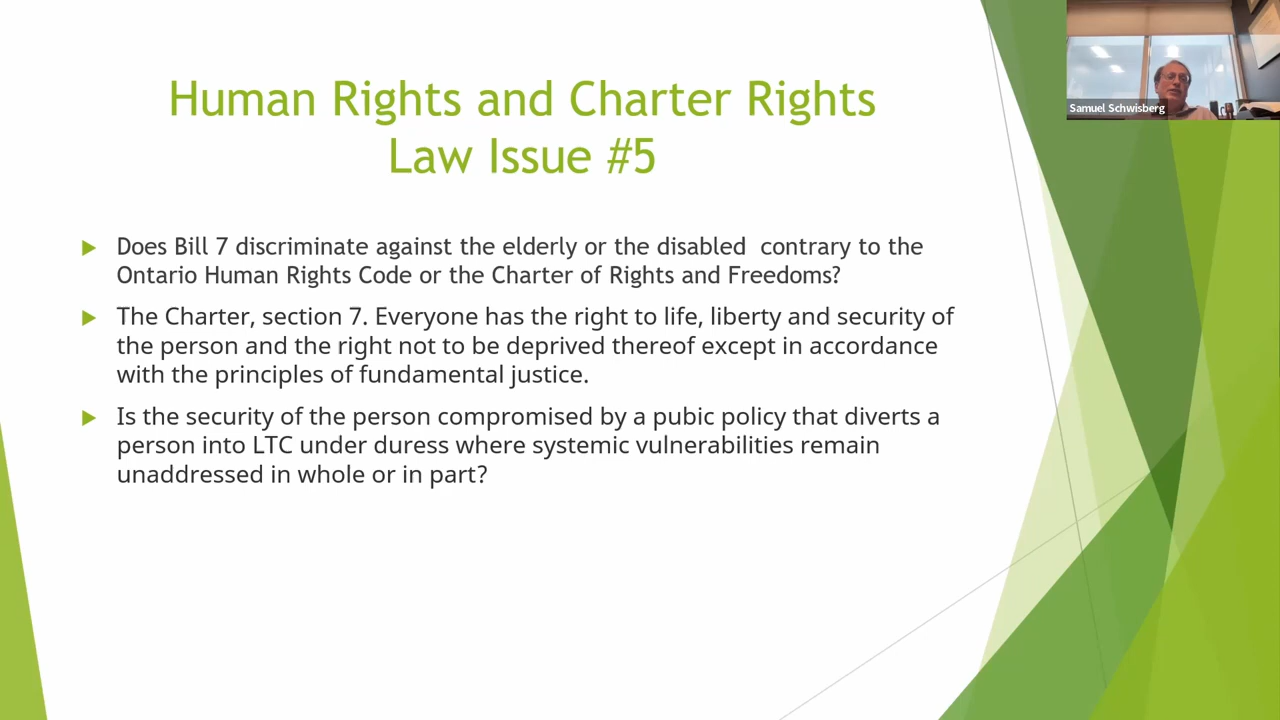 Human Rights and Charter Rights
Law Issue #5
Does Bill 7 discriminate against the elderly or the disabled  contrary to the
Ontario Human Rights Code or the Charter of Rights and Freedoms?
The Charter, section 7. Everyone has the right to life, liberty and security of
the person and the right not to be deprived thereof except in accordance
with the principles of fundamental justice.
Is the security of the person compromised by a pubic policy that diverts a
person into LTC under duress where systemic vulnerabilities remain
unaddressed in whole or in part?
Samuel Schwisberg